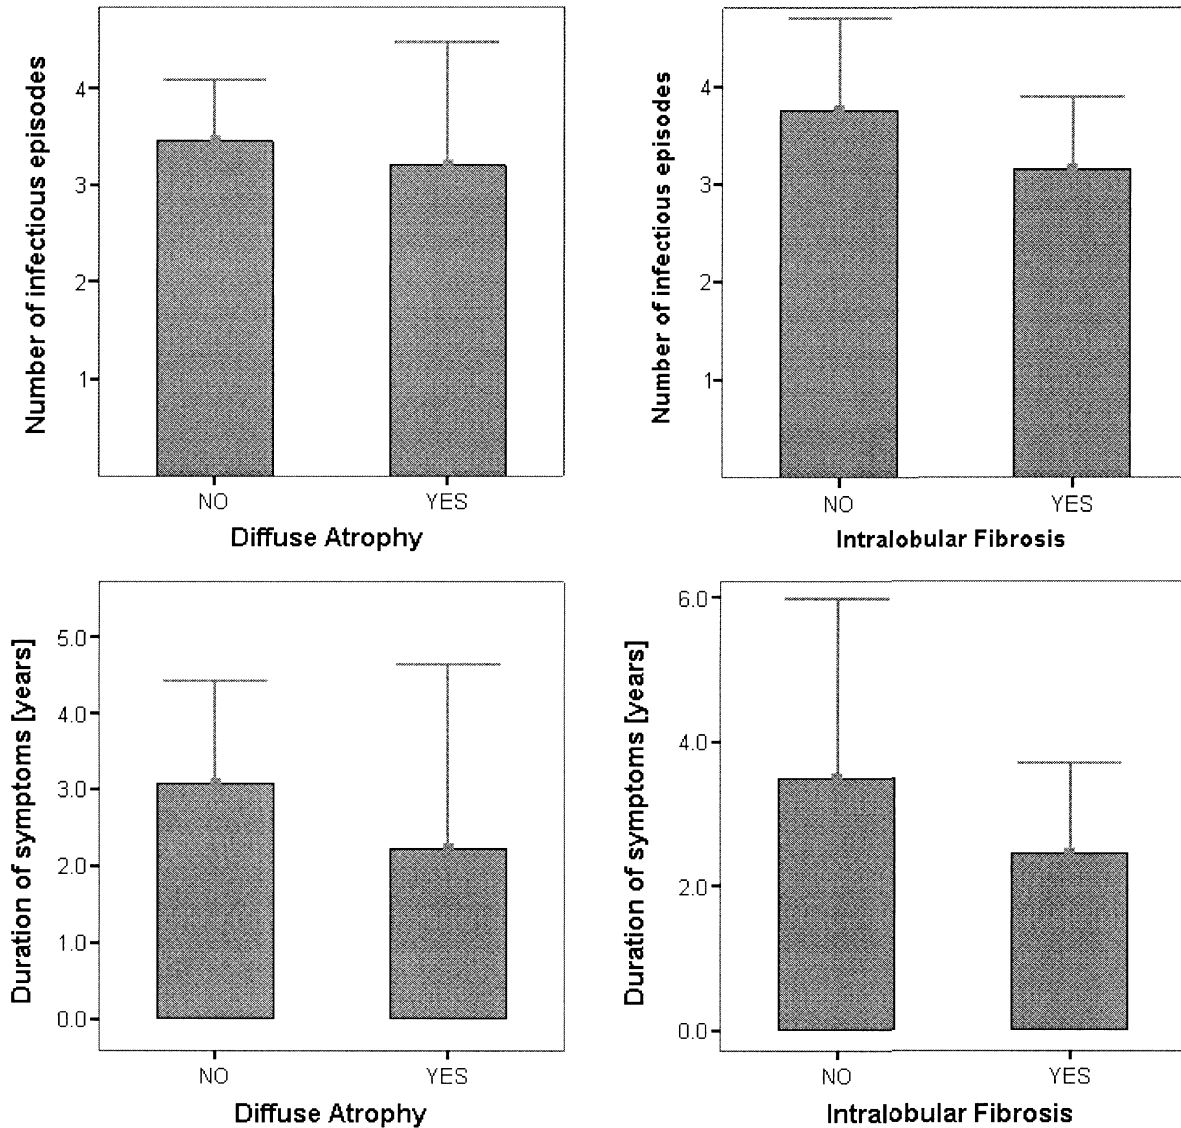 Number of infectious episodes
4
3
2
1
NO YES
Diffuse Atrophy
Number of infectious episodes
4
3
2
1
NO YES
Intralobular Fibrosis
Duration of symptoms [years]
5.0
4.0
3.0
2.0
1.0
0.0
NO YES
Diffuse Atrophy
Duration of symptoms [years]
6.0
4.0
2.0
0.0
NO YES
Intralobular Fibrosis